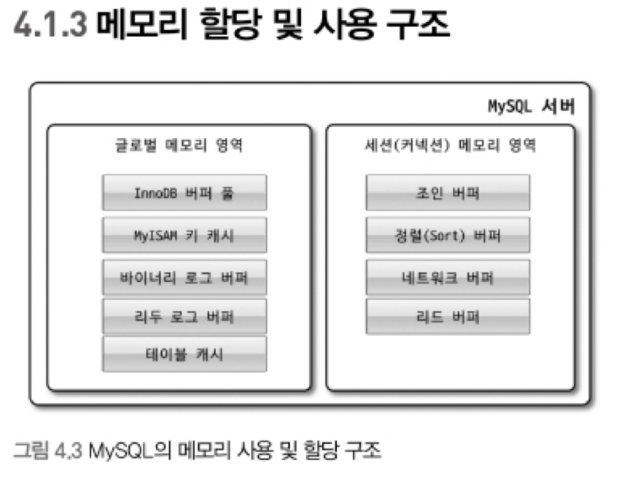 4.1.3 메모리 할당 및 사용 구조
MySQL 서버
글로벌 메모리 영역
InnoDB 버퍼 풀
MyISAM 키 캐시
바이너리 로그 버퍼
리두 로그 버퍼
테이블 캐시
세션(커넥션) 메모리 영역
조인 버퍼
정렬(Sort) 버퍼
네트워크 버퍼
리드 버퍼
그림 4.3 MySQL의 메모리 사용 및 할당 구조